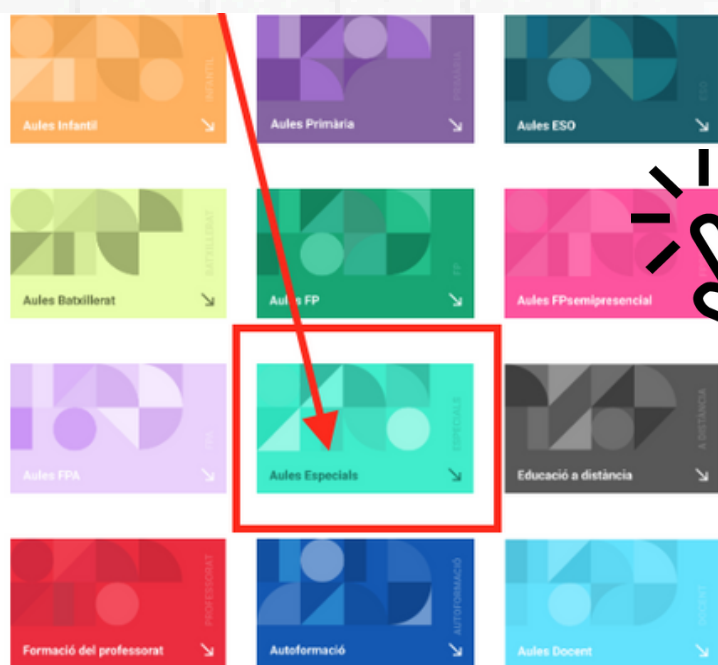 INFANTIL
Aules Infantil
PRIMÀRIA
Aules Primària
ESO
Aules ESO
BATXILLERAT
Aules Batxillerat
FP
Aules FP
Aules FPsemipresencial
FPA
Aules FPA
ESPECIALS
Aules Especials
A DISTÀNCIA
Educació a distància
PROFESSORAT
Formació del professorat
AUTOFORMACIÓ
Autoformació
DOCENT
Aules Docent